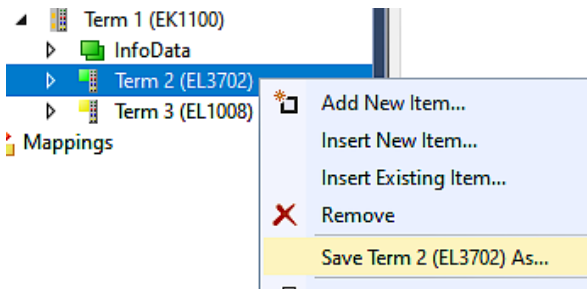 Term 1 (EK1100)
InfoData
Term 2 (EL3702)
Term 3 (EL1008)
Mappings
Add New Item...
Insert New Item...
Insert Existing Item...
Remove
Save Term 2 (EL3702) As...